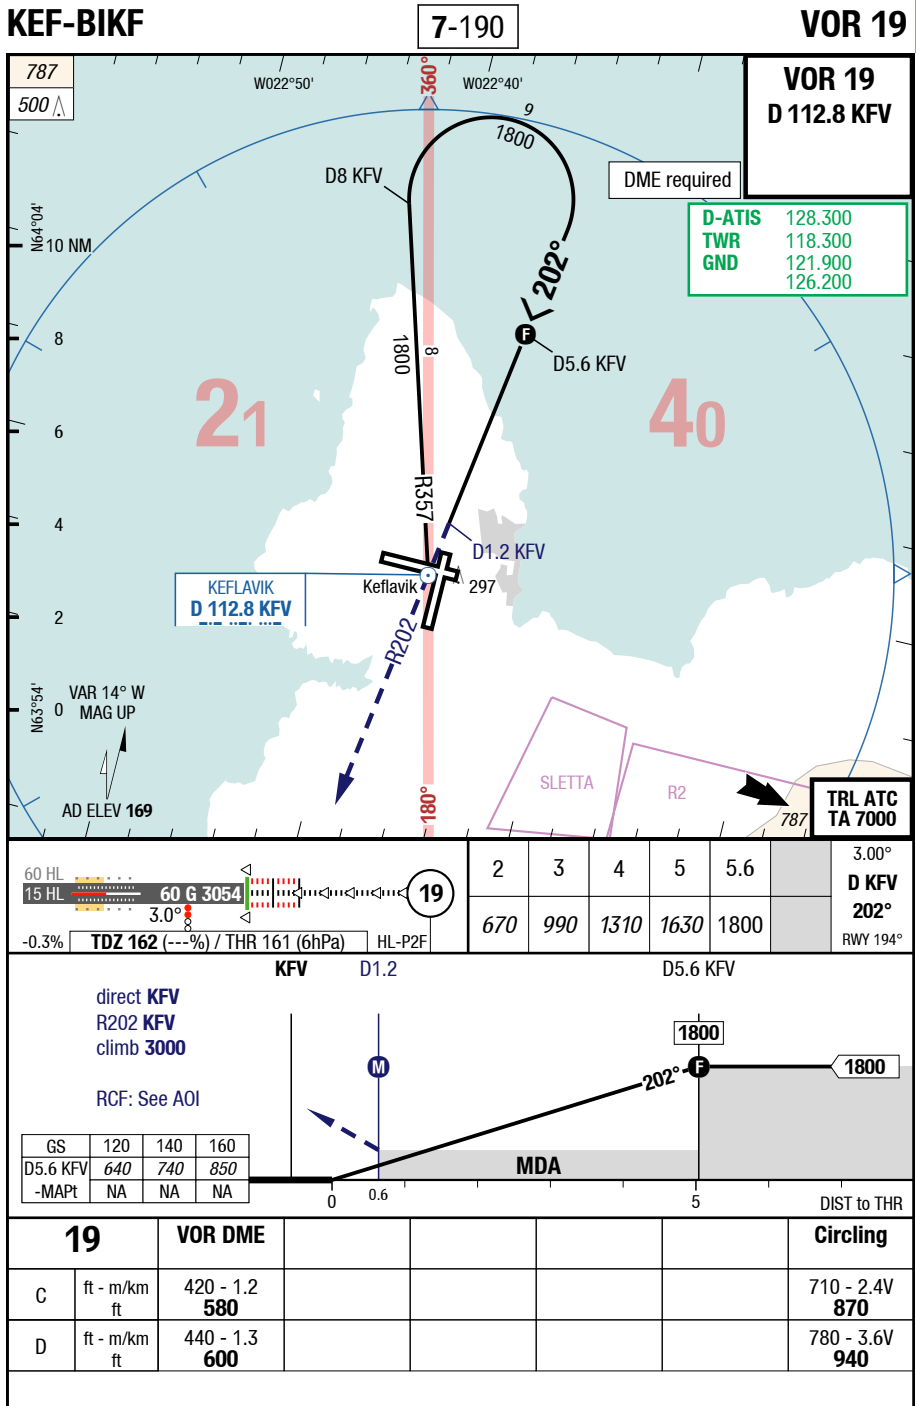 KEF-BIKF
7-190
VOR 19
787
500
W022°50'
360°
W022°40'
VOR 19
D 112.8 KFV
9
1800
D8 KFV
DME required
D-ATIS 128.300
TWR 118.300
GND 121.900
126.200
N64°04'
10 NM
202°
8
1800
8
F
D5.6 KFV
21
40
6
R357
4
D1.2 KFV
KEFLAVIK
D 112.8 KFV
Keflavik
297
2
R202
N63°54'
0
VAR 14° W
MAG UP
AD ELEV 169
180°
SLETTA
R2
787
TRL ATC
TA 7000
60 HL
15 HL
60 G 3054
19
3.0°
-0.3%
TDZ 162 (---%) / THR 161 (6hPa)
HL-P2F
2 3 4 5 5.6
670 990 1310 1630 1800
3.00°
D KFV
202°
RWY 194°
KFV D1.2 D5.6 KFV
direct KFV
R202 KFV
climb 3000
RCF: See AOI
1800
M
202°
F
1800
MDA
GS 120 140 160
D5.6 KFV 640 740 850
-MAPt NA NA NA
0 0.6 5 DIST to THR
19 VOR DME Circling
C ft - m/km 420 - 1.2 710 - 2.4V
ft 580 870
D ft - m/km 440 - 1.3 780 - 3.6V
ft 600 940